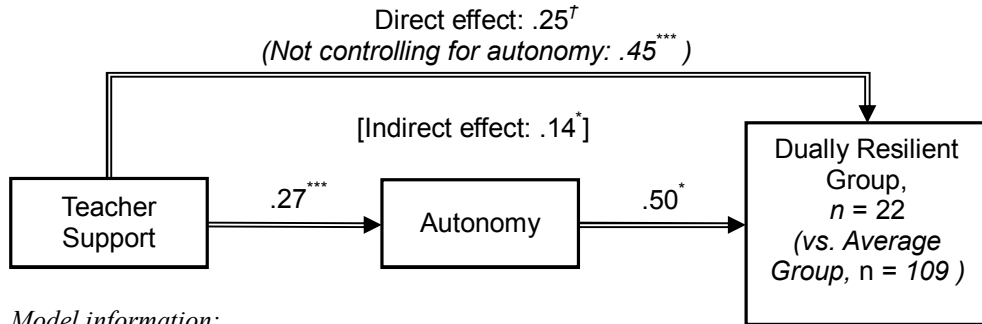 Direct effect: .25†
(Not controlling for autonomy: .45*** )
[Indirect effect: .14*]
Teacher
Support
.27***
Autonomy
.50*
Dually Resilient
Group,
n = 22
(vs. Average
Group, n = 109 )
Model information: